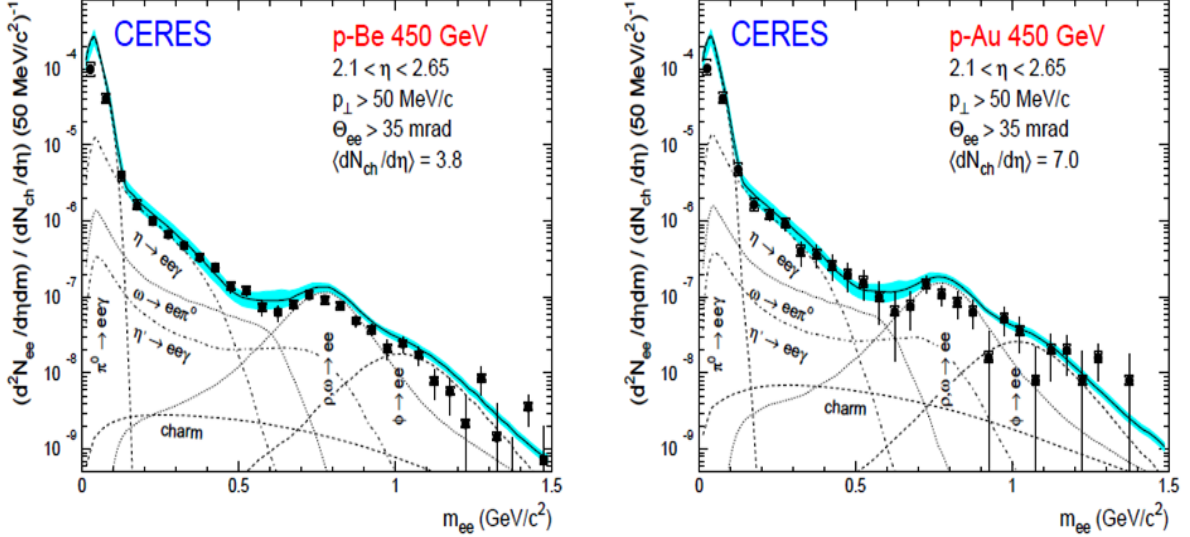 CERES
p-Be 450 GeV
2.1 < η < 2.65
p⊥ > 50 MeV/c
Θee > 35 mrad
⟨dNch/dη⟩ = 3.8
(d²Nee /dηdm) / (dNch /dη) (50 MeV/c²)⁻¹
10⁻⁴
10⁻⁵
10⁻⁶
10⁻⁷
10⁻⁸
10⁻⁹
η → eeγ
ω → eeπ⁰
η' → eeγ
π⁰ → eeγ
ρ,ω → ee
ϕ → ee
charm
0 0.5 1 1.5
mee (GeV/c²)
CERES
p-Au 450 GeV
2.1 < η < 2.65
p⊥ > 50 MeV/c
Θee > 35 mrad
⟨dNch/dη⟩ = 7.0
(d²Nee /dηdm) / (dNch /dη) (50 MeV/c²)⁻¹
10⁻⁴
10⁻⁵
10⁻⁶
10⁻⁷
10⁻⁸
10⁻⁹
η → eeγ
ω → eeπ⁰
η' → eeγ
π⁰ → eeγ
ρ,ω → ee
ϕ → ee
charm
0 0.5 1 1.5
mee (GeV/c²)